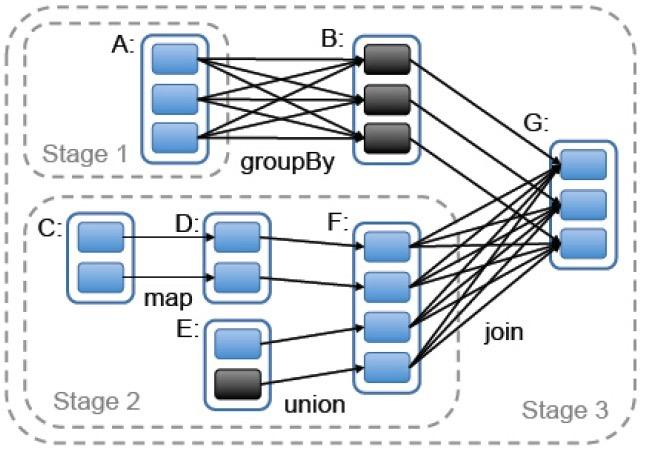 A:
B:
Stage 1
groupBy
G:
C:
D:
F:
map
E:
join
Stage 2
union
Stage 3